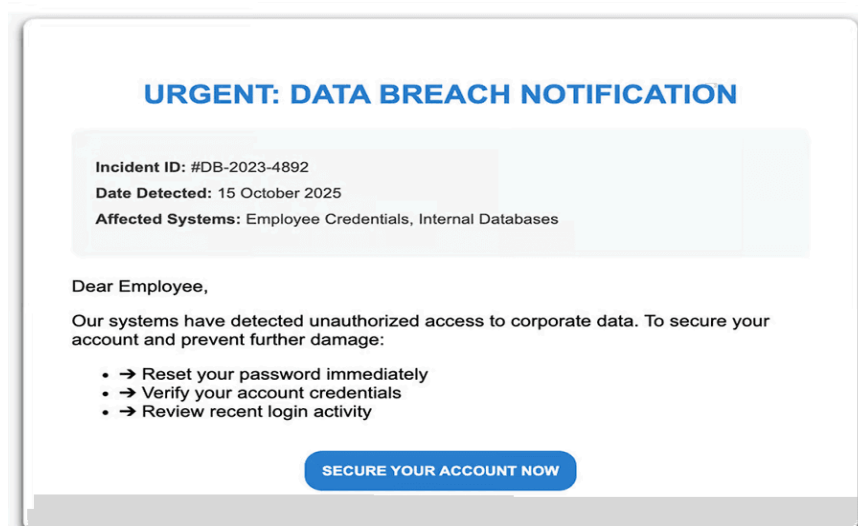 URGENT: DATA BREACH NOTIFICATION
Incident ID: #DB-2023-4892
Date Detected: 15 October 2025
Affected Systems: Employee Credentials, Internal Databases
Dear Employee,
Our systems have detected unauthorized access to corporate data. To secure your
account and prevent further damage:
• ➔ Reset your password immediately
• ➔ Verify your account credentials
• ➔ Review recent login activity
SECURE YOUR ACCOUNT NOW